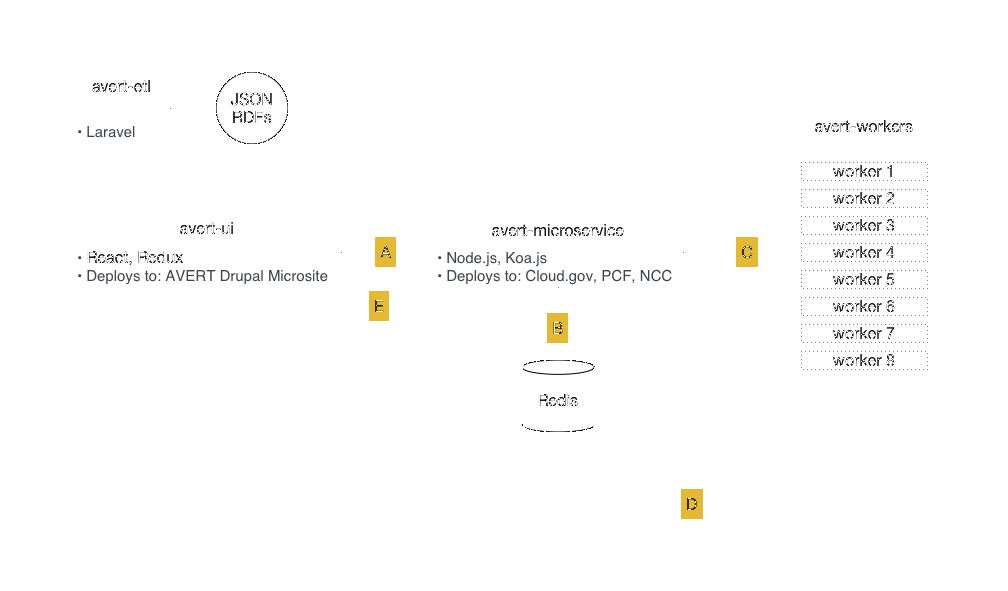 avert-etl
• Laravel
JSON
RDFs
avert-ui
• React, Redux
• Deploys to: AVERT Drupal Microsite
A
E
avert-microservice
• Node.js, Koa.js
• Deploys to: Cloud.gov, PCF, NCC
B
Redis
C
D
avert-workers
worker 1
worker 2
worker 3
worker 4
worker 5
worker 6
worker 7
worker 8